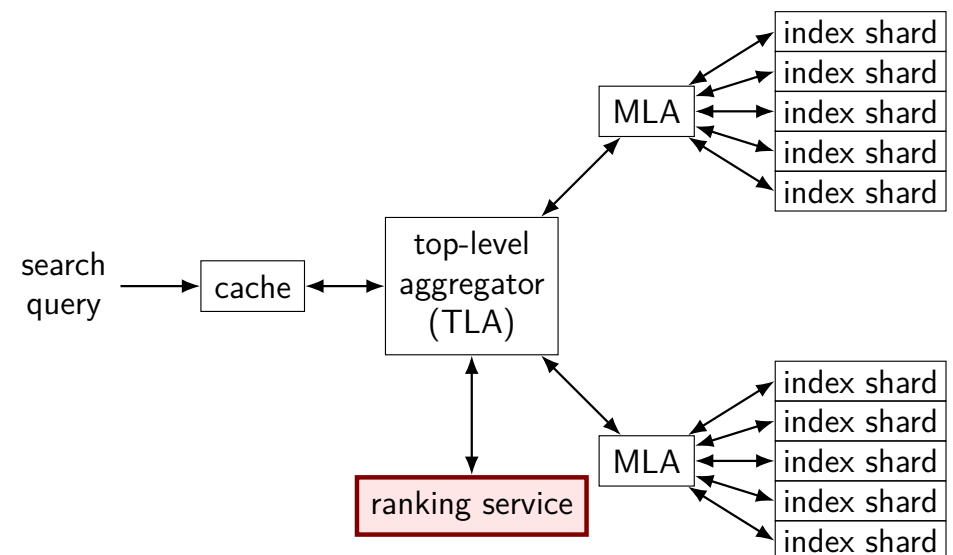 index shard
index shard
MLA
index shard
index shard
index shard
top-level
search
aggregator
query
cache
(TLA)
index shard
index shard
ranking service
MLA
index shard
index shard
index shard